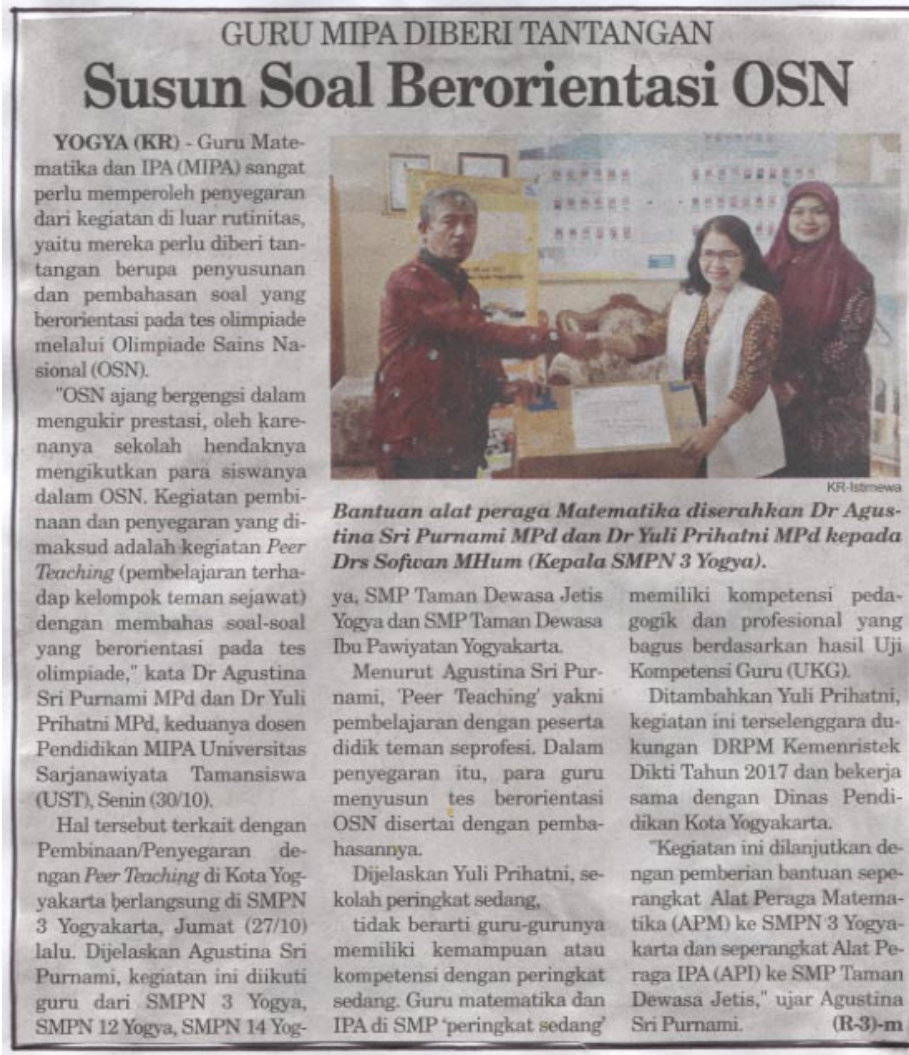 GURU MIPA DIBERI TANTANGAN
Susun Soal Berorientasi OSN
YOGYA (KR) - Guru Mate-
matika dan IPA (MIPA) sangat
perlu memperoleh penyegaran
dari kegiatan di luar rutinitas,
yaitu mereka perlu diberi tan-
tangan berupa penyusunan
dan pembahasan soal yang
berorientasi pada tes olimpiade
melalui Olimpiade Sains Na-
sional (OSN).
"OSN ajang bergengsi dalam
mengukir prestasi, oleh kare-
nanya sekolah hendaknya
mengikutkan para siswanya
dalam OSN. Kegiatan pembi-
naan dan penyegaran yang di-
maksud adalah kegiatan Peer
Teaching (pembelajaran terha-
dap kelompok teman sejawat)
dengan membahas soal-soal
yang berorientasi pada tes
olimpiade," kata Dr Agustina
Sri Purnami MPd dan Dr Yuli
Prihatni MPd, keduanya dosen
Pendidikan MIPA Universitas
Sarjanawiyata Tamansiswa
(UST), Senin (30/10).
Hal tersebut terkait dengan
Pembinaan/Penyegaran de-
ngan Peer Teaching di Kota Yog-
yakarta berlangsung di SMPN
3 Yogyakarta, Jumat (27/10)
lalu. Dijelaskan Agustina Sri
Purnami, kegiatan ini diikuti
guru dari SMPN 3 Yogya,
SMPN 12 Yogya, SMPN 14 Yog-
KR-Istimewa
Bantuan alat peraga Matematika diserahkan Dr Agus-
tina Sri Purnami MPd dan Dr Yuli Prihatni MPd kepada
Drs Sofwan MHum (Kepala SMPN 3 Yogya).
ya, SMP Taman Dewasa Jetis
Yogya dan SMP Taman Dewasa
Ibu Pawiyatan Yogyakarta.
Menurut Agustina Sri Pur-
nami, 'Peer Teaching' yakni
pembelajaran dengan peserta
didik teman seprofesi. Dalam
penyegaran itu, para guru
menyusun tes berorientasi
OSN disertai dengan pemba-
hasannya.
Dijelaskan Yuli Prihatni, se-
kolah peringkat sedang,
tidak berarti guru-gurunya
memiliki kemampuan atau
kompetensi dengan peringkat
sedang. Guru matematika dan
IPA di SMP 'peringkat sedang'
memiliki kompetensi peda-
gogik dan profesional yang
bagus berdasarkan hasil Uji
Kompetensi Guru (UKG).
Ditambahkan Yuli Prihatni,
kegiatan ini terselenggara du-
kungan DRPM Kemenristek
Dikti Tahun 2017 dan bekerja
sama dengan Dinas Pendi-
dikan Kota Yogyakarta.
"Kegiatan ini dilanjutkan de-
ngan pemberian bantuan sepe-
rangkat Alat Peraga Matema-
tika (APM) ke SMPN 3 Yogya-
karta dan seperangkat Alat Pe-
raga IPA (API) ke SMP Taman
Dewasa Jetis," ujar Agustina
Sri Purnami. (R-3)-m